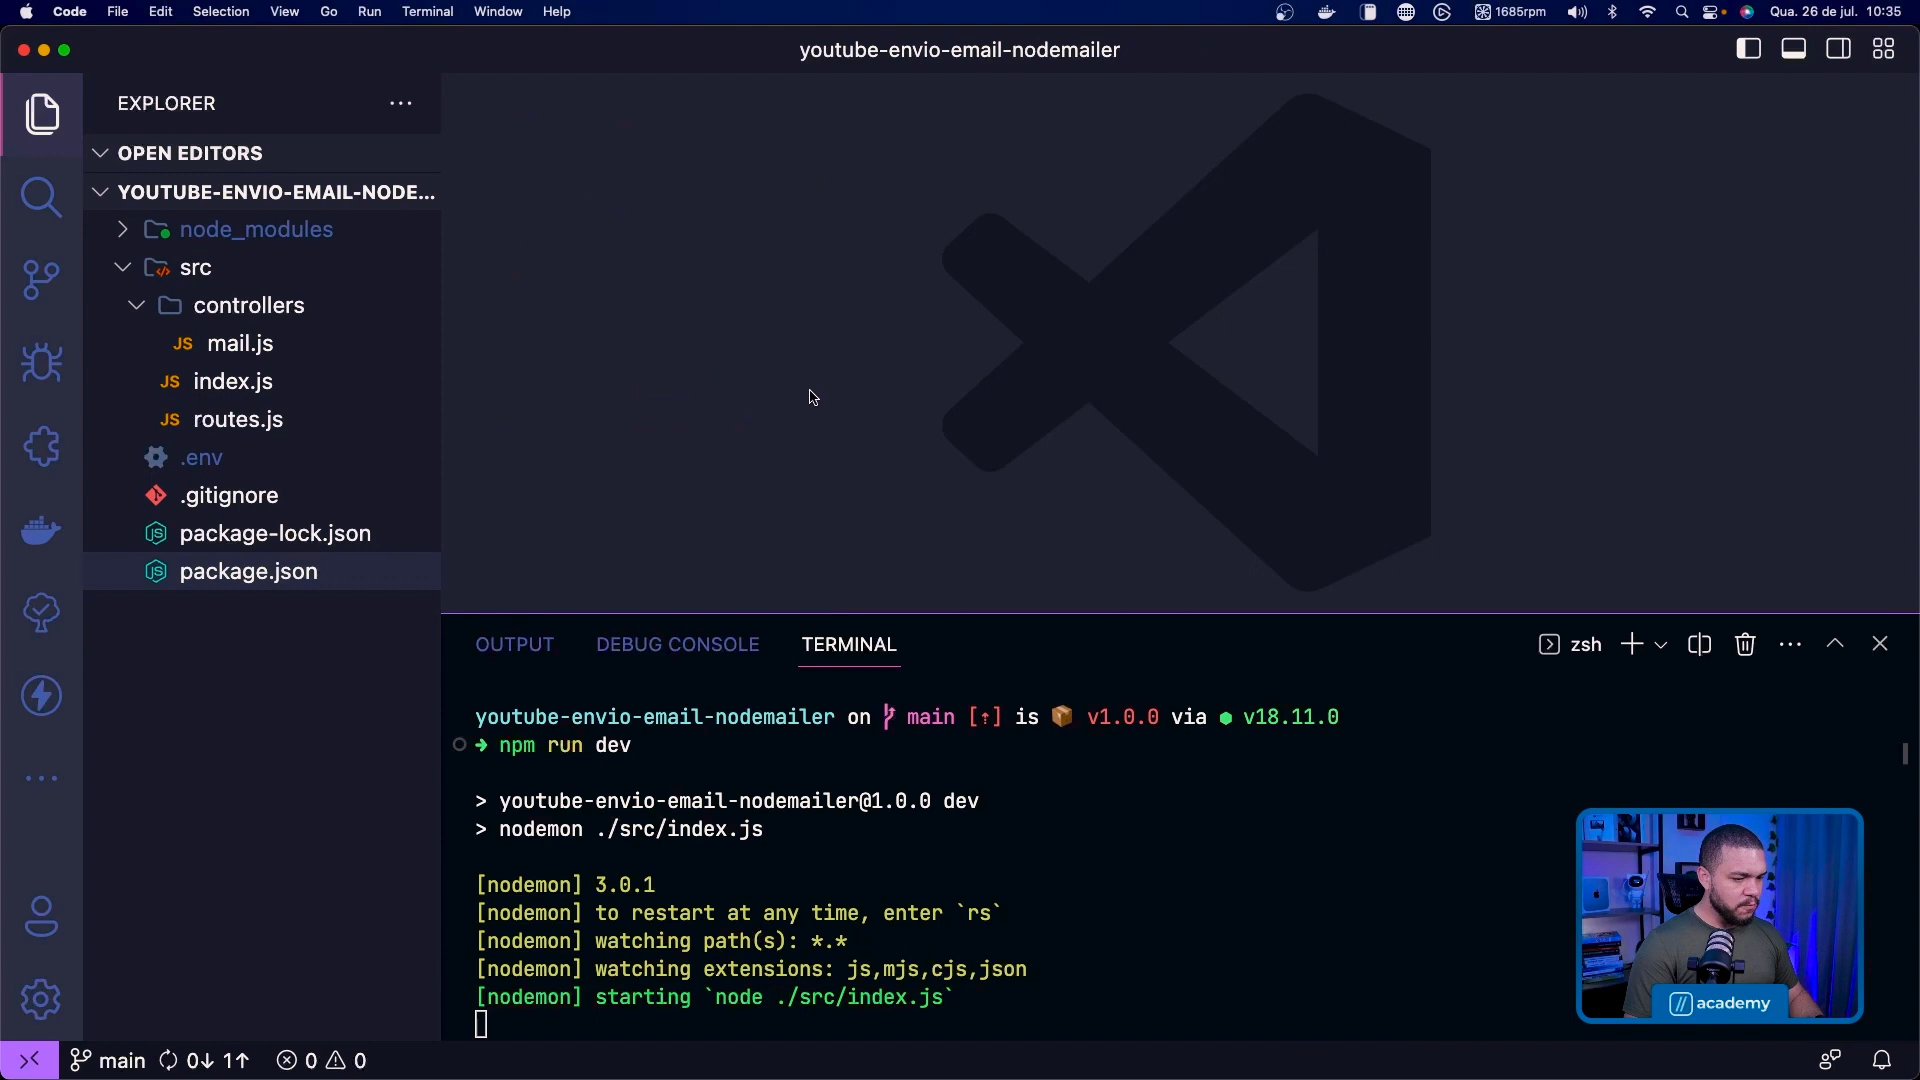 Code File Edit Selection View Go Run Terminal Window Help 1685rpm Qua. 26 de jul. 10:35
youtube-envio-email-nodemailer
EXPLORER
OPEN EDITORS
YOUTUBE-ENVIO-EMAIL-NODE...
node_modules
src
controllers
JS mail.js
JS index.js
JS routes.js
.env
.gitignore
package-lock.json
package.json
OUTPUT DEBUG CONSOLE TERMINAL zsh
youtube-envio-email-nodemailer on main [↑] is 📦 v1.0.0 via ● v18.11.0
➜ npm run dev
> youtube-envio-email-nodemailer@1.0.0 dev
> nodemon ./src/index.js
[nodemon] 3.0.1
[nodemon] to restart at any time, enter `rs`
[nodemon] watching path(s): *.*
[nodemon] watching extensions: js,mjs,cjs,json
[nodemon] starting `node ./src/index.js`
// academy
main 0↓ 1↑ 0 0